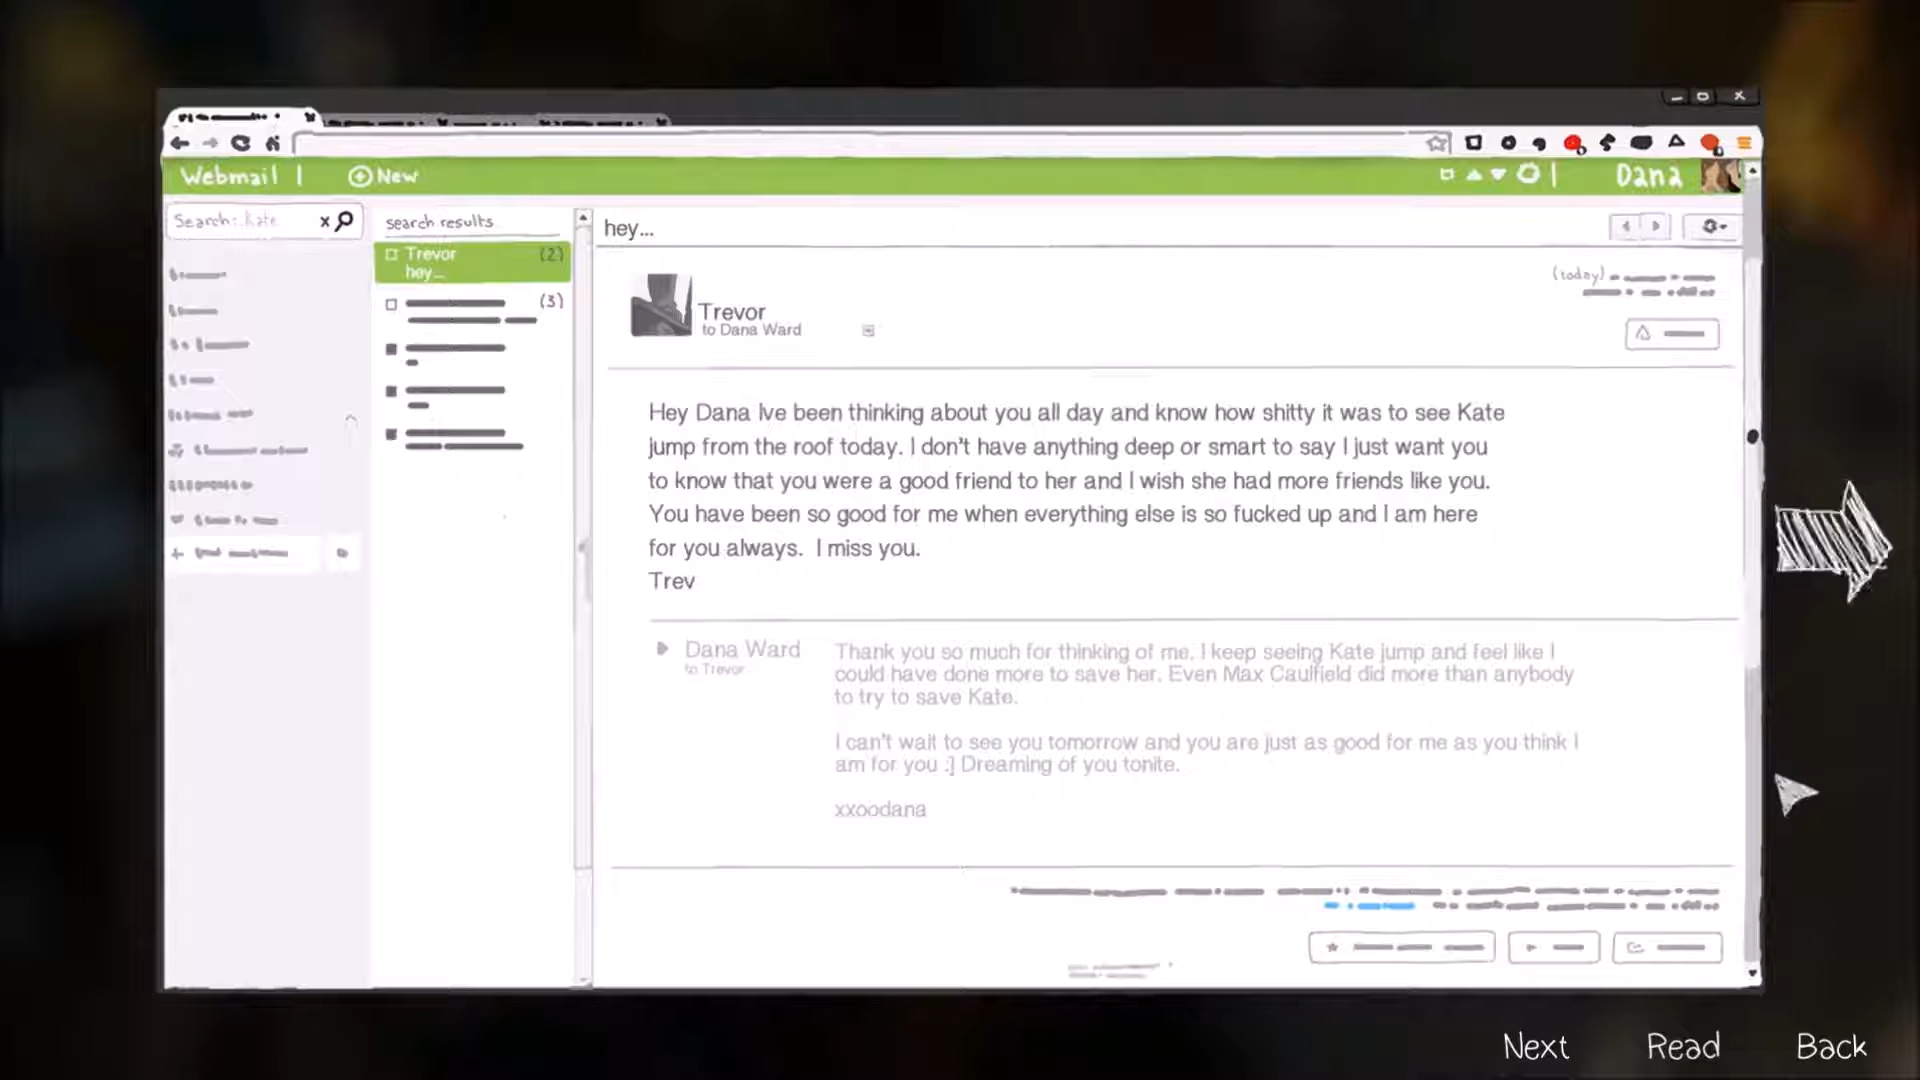 Webmail
New
Dana
Search: Kate
search results
Trevor (2)
hey...
(3)
hey...
(today)
Trevor
to Dana Ward
Hey Dana Ive been thinking about you all day and know how shitty it was to see Kate
jump from the roof today. I don't have anything deep or smart to say I just want you
to know that you were a good friend to her and I wish she had more friends like you.
You have been so good for me when everything else is so fucked up and I am here
for you always. I miss you.
Trev
Dana Ward
to Trevor
Thank you so much for thinking of me. I keep seeing Kate jump and feel like I
could have done more to save her. Even Max Caulfield did more than anybody
to try to save Kate.
I can't wait to see you tomorrow and you are just as good for me as you think I
am for you :] Dreaming of you tonite.
xxoodana
Next
Read
Back